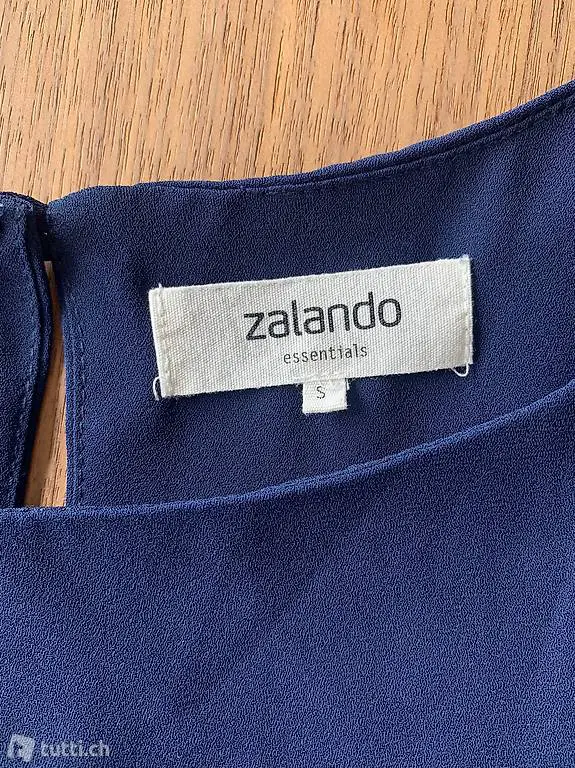 zalando
essentials
S
tutti.ch